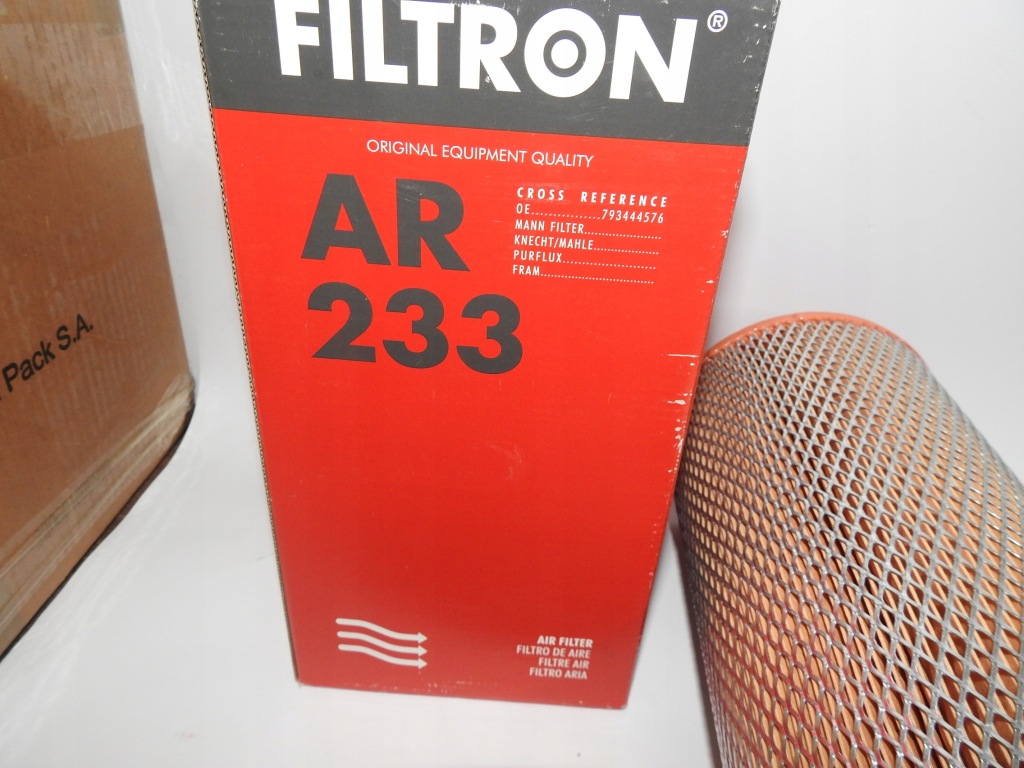 FILTRON®
ORIGINAL EQUIPMENT QUALITY
AR
233
CROSS REFERENCE
OE.................793444576
MANN FILTER...................
KNECHT/MAHLE................
PURFLUX.......................
FRAM............................
AIR FILTER
FILTRO DE AIRE
FILTRE AIR
FILTRO ARIA
Pack S.A.